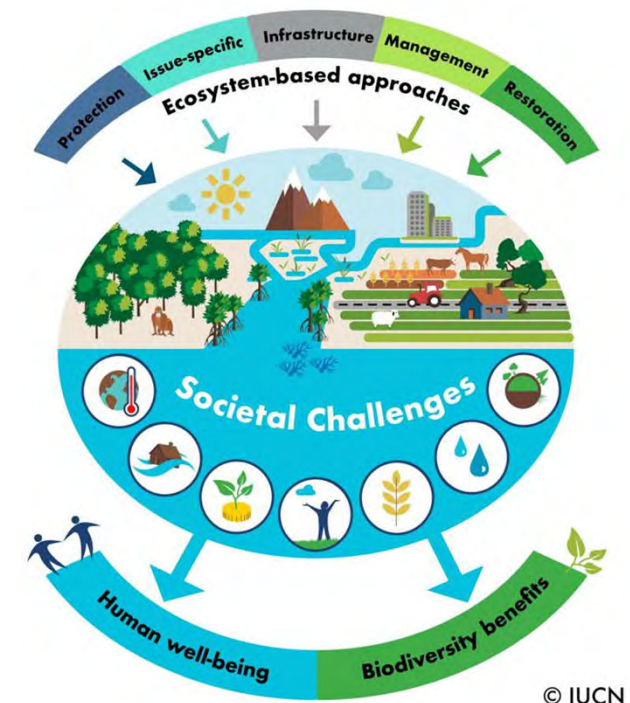 Protection
Issue-specific
Infrastructure
Management
Restoration
Ecosystem-based approaches
Societal Challenges
Human well-being
Biodiversity benefits
© IUCN